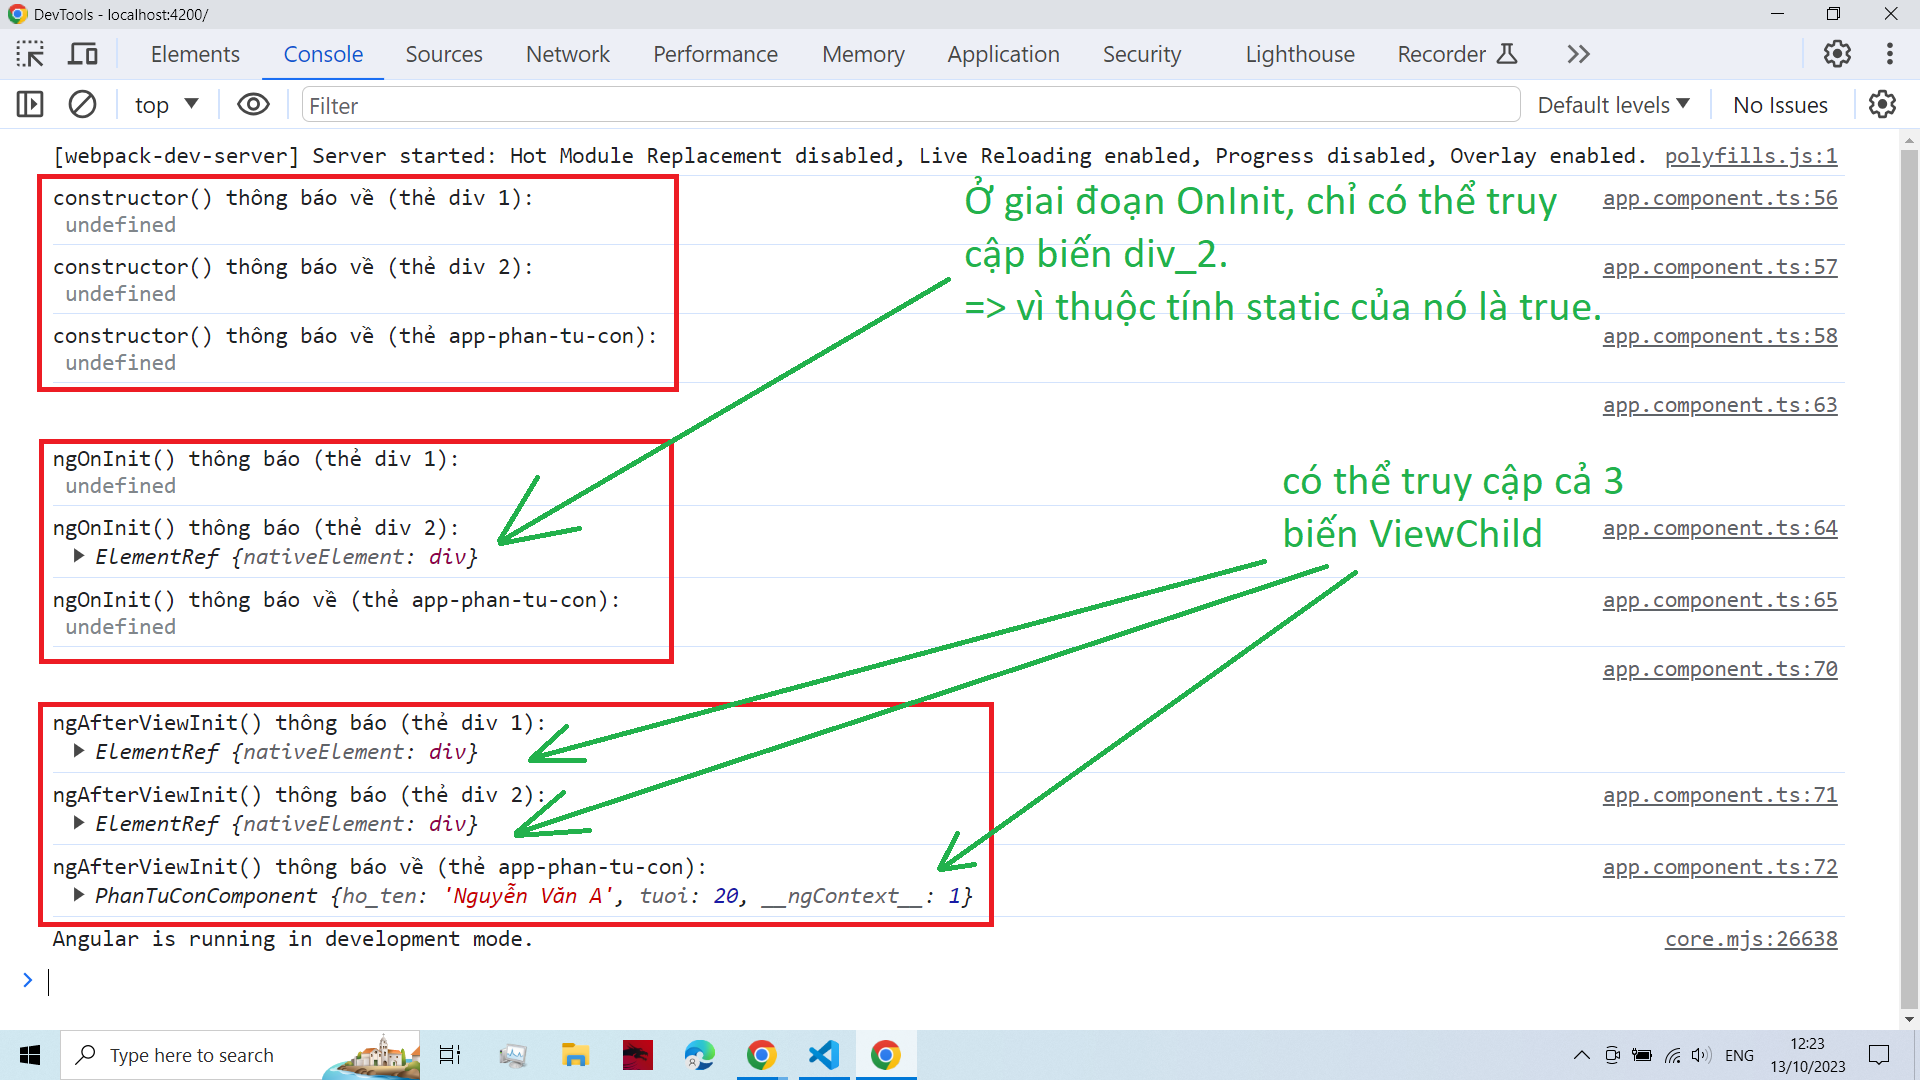 DevTools - localhost:4200/
Elements Console Sources Network Performance Memory Application Security Lighthouse Recorder
top Filter Default levels No Issues
[webpack-dev-server] Server started: Hot Module Replacement disabled, Live Reloading enabled, Progress disabled, Overlay enabled. polyfills.js:1
constructor() thông báo về (thẻ div 1): app.component.ts:56
undefined
constructor() thông báo về (thẻ div 2): app.component.ts:57
undefined
constructor() thông báo về (thẻ app-phan-tu-con): app.component.ts:58
undefined
Ở giai đoạn OnInit, chỉ có thể truy
cập biến div_2.
=> vì thuộc tính static của nó là true.
app.component.ts:63
ngOnInit() thông báo (thẻ div 1):
undefined
ngOnInit() thông báo (thẻ div 2): app.component.ts:64
ElementRef {nativeElement: div}
ngOnInit() thông báo về (thẻ app-phan-tu-con): app.component.ts:65
undefined
có thể truy cập cả 3
biến ViewChild
app.component.ts:70
ngAfterViewInit() thông báo (thẻ div 1):
ElementRef {nativeElement: div}
ngAfterViewInit() thông báo (thẻ div 2): app.component.ts:71
ElementRef {nativeElement: div}
ngAfterViewInit() thông báo về (thẻ app-phan-tu-con): app.component.ts:72
PhanTuConComponent {ho_ten: 'Nguyễn Văn A', tuoi: 20, __ngContext__: 1}
Angular is running in development mode. core.mjs:26638
Type here to search
ENG
12:23
13/10/2023